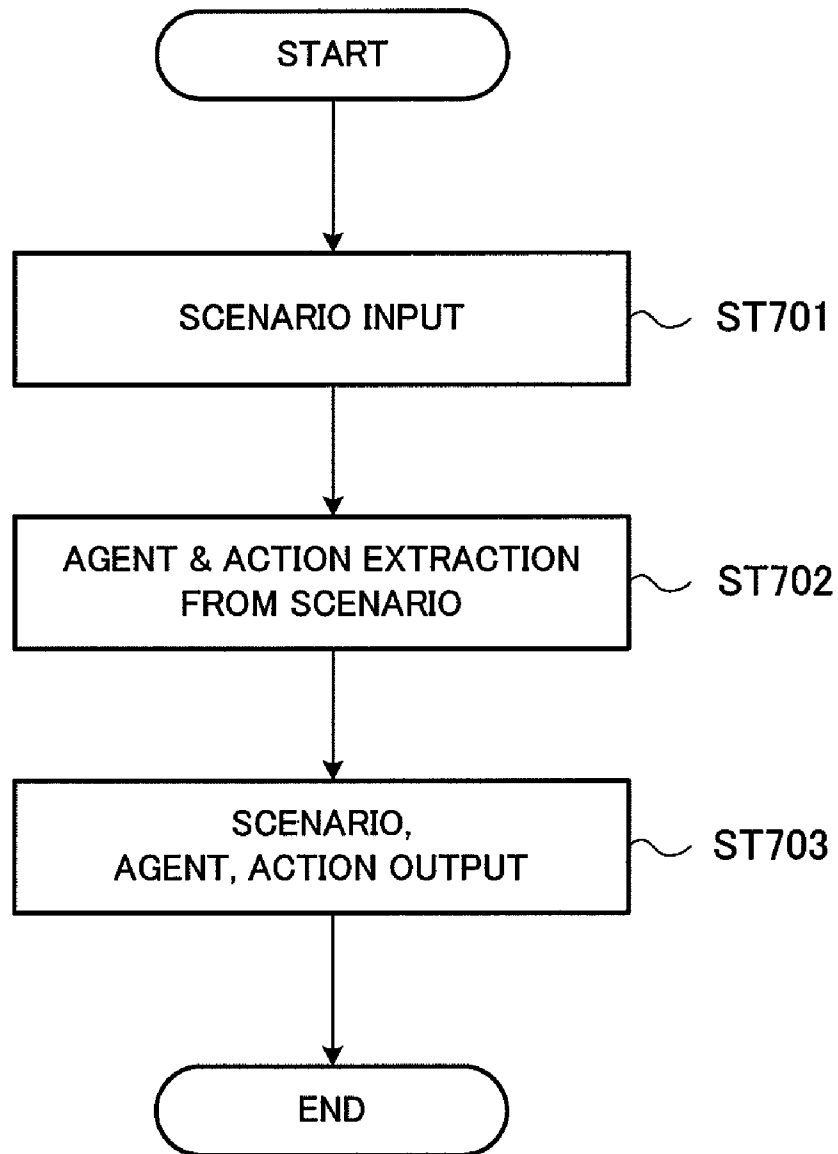 START
SCENARIO INPUT
ST701
AGENT & ACTION EXTRACTION
FROM SCENARIO
ST702
SCENARIO,
AGENT, ACTION OUTPUT
ST703
END